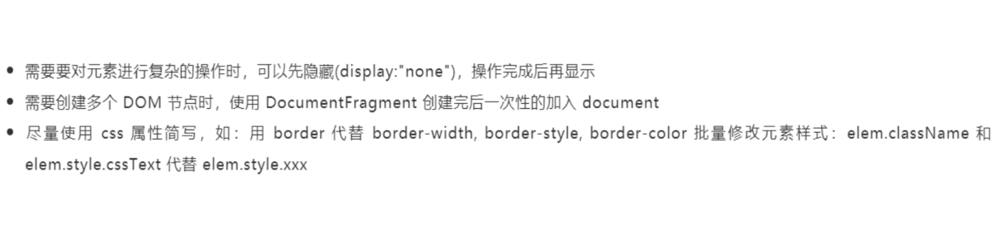 • 需要要对元素进行复杂的操作时，可以先隐藏(display:"none")，操作完成后再显示
• 需要创建多个 DOM 节点时，使用 DocumentFragment 创建完后一次性的加入 document
• 尽量使用 css 属性简写，如：用 border 代替 border-width, border-style, border-color 批量修改元素样式：elem.className 和
elem.style.cssText 代替 elem.style.xxx